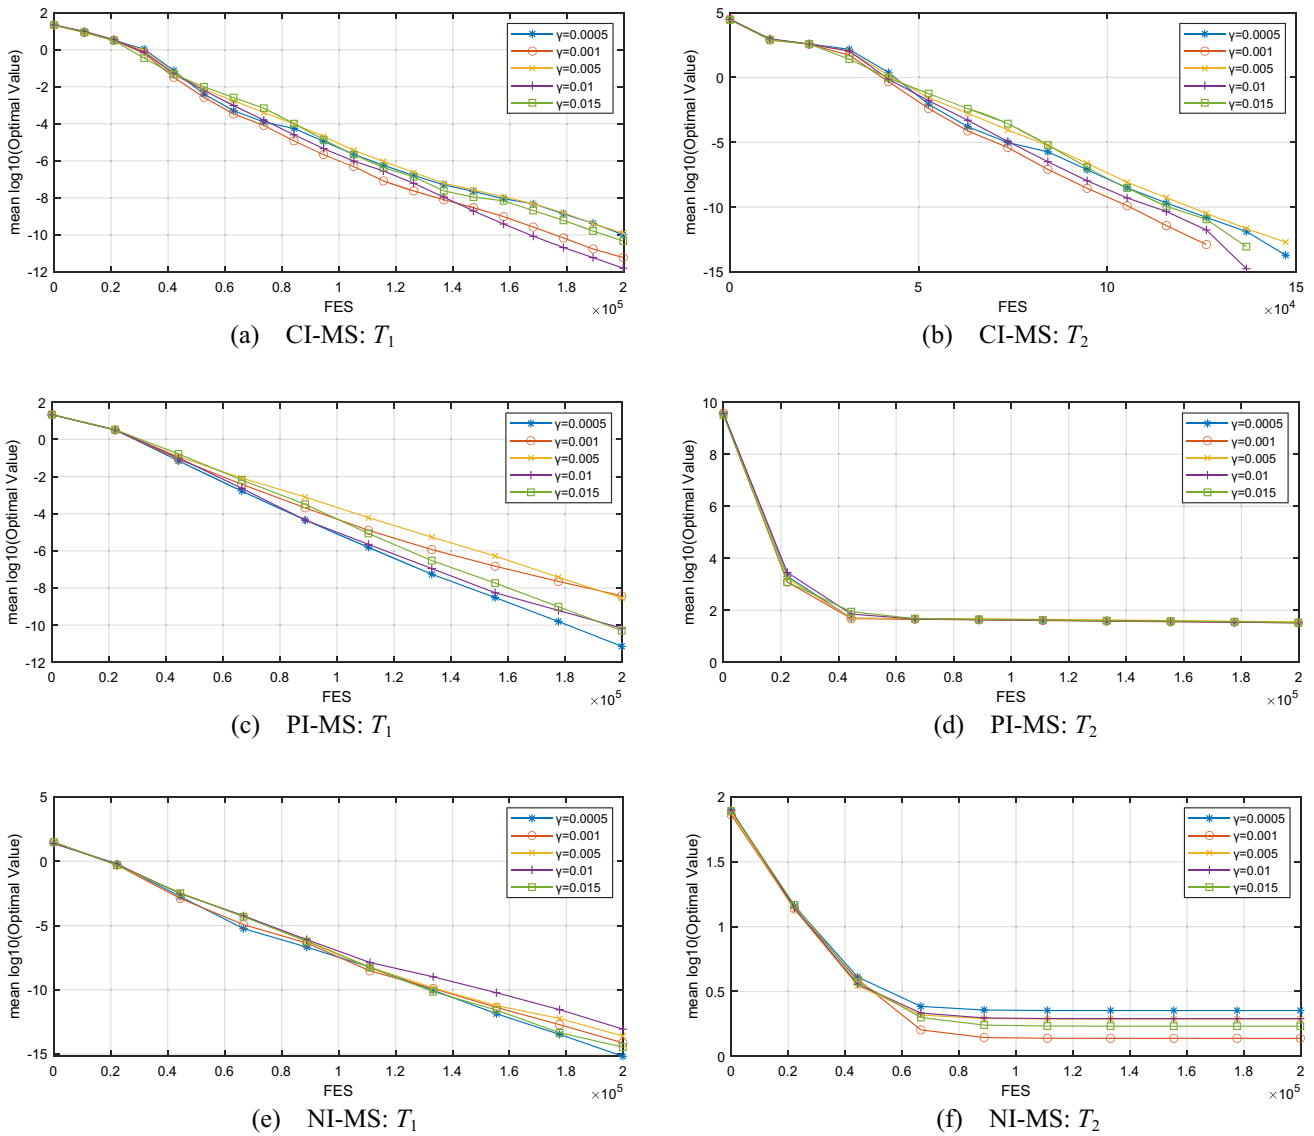 mean log10(Optimal Value)
2
0
-2
-4
-6
-8
-10
-12
0 0.2 0.4 0.6 0.8 1 1.2 1.4 1.6 1.8 2
FES
×10^5
γ=0.0005
γ=0.001
γ=0.005
γ=0.01
γ=0.015
(a) CI-MS: T₁
mean log10(Optimal Value)
5
0
-5
-10
-15
0 5 10 15
FES
×10^4
γ=0.0005
γ=0.001
γ=0.005
γ=0.01
γ=0.015
(b) CI-MS: T₂
mean log10(Optimal Value)
2
0
-2
-4
-6
-8
-10
-12
0 0.2 0.4 0.6 0.8 1 1.2 1.4 1.6 1.8 2
FES
×10^5
γ=0.0005
γ=0.001
γ=0.005
γ=0.01
γ=0.015
(c) PI-MS: T₁
mean log10(Optimal Value)
10
8
6
4
2
0
0 0.2 0.4 0.6 0.8 1 1.2 1.4 1.6 1.8 2
FES
×10^5
γ=0.0005
γ=0.001
γ=0.005
γ=0.01
γ=0.015
(d) PI-MS: T₂
mean log10(Optimal Value)
5
0
-5
-10
-15
0 0.2 0.4 0.6 0.8 1 1.2 1.4 1.6 1.8 2
FES
×10^5
γ=0.0005
γ=0.001
γ=0.005
γ=0.01
γ=0.015
(e) NI-MS: T₁
mean log10(Optimal Value)
2
1.5
1
0.5
0
0 0.2 0.4 0.6 0.8 1 1.2 1.4 1.6 1.8 2
FES
×10^5
γ=0.0005
γ=0.001
γ=0.005
γ=0.01
γ=0.015
(f) NI-MS: T₂